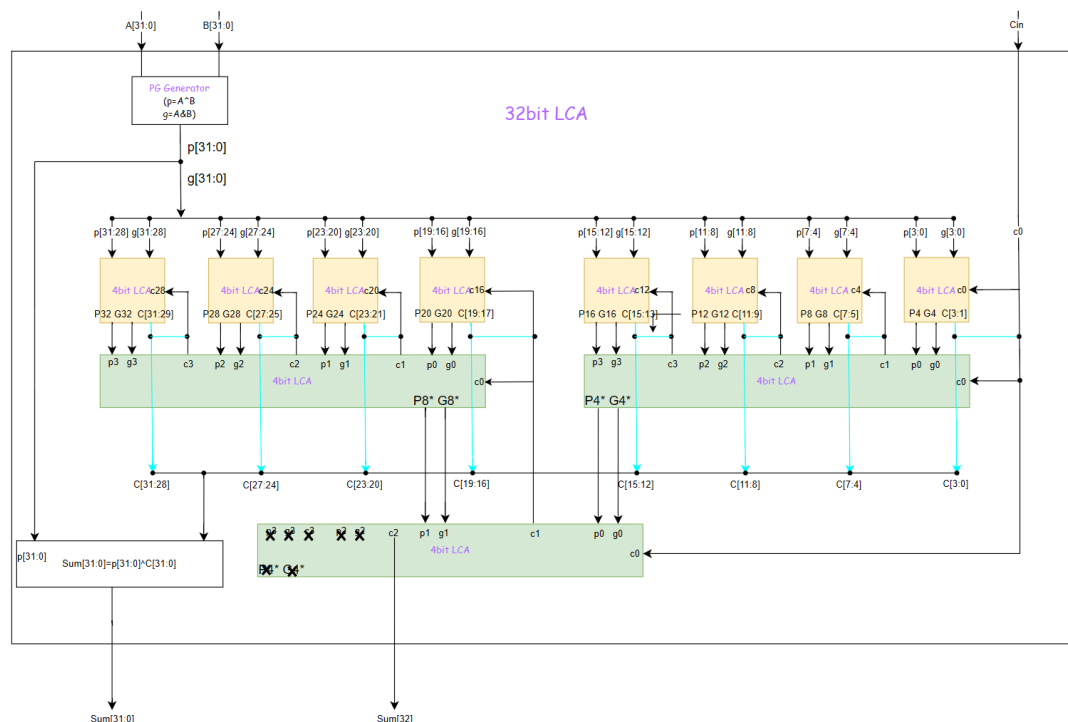 A[31:0] B[31:0] Cin
PG Generator
(p=A^B
g=A&B)
32bit LCA
p[31:0]
g[31:0]
p[31:28] g[31:28] p[27:24] g[27:24] p[23:20] g[23:20] p[19:16] g[19:16] p[15:12] g[15:12] p[11:8] g[11:8] p[7:4] g[7:4] p[3:0] g[3:0] c0
4bit LCA c28 4bit LCA c24 4bit LCA c20 4bit LCA c16 4bit LCA c12 4bit LCA c8 4bit LCA c4 4bit LCA c0
P32 G32 C[31:29] P28 G28 C[27:25] P24 G24 C[23:21] P20 G20 C[19:17] P16 G16 C[15:13] P12 G12 C[11:9] P8 G8 C[7:5] P4 G4 C[3:1]
p3 g3 c3 p2 g2 c2 p1 g1 c1 p0 g0 p3 g3 c3 p2 g2 c2 p1 g1 c1 p0 g0
4bit LCA c0 4bit LCA c0
P8* G8* P4* G4*
C[31:28] C[27:24] C[23:20] C[19:16] C[15:12] C[11:8] C[7:4] C[3:0]
p3 g3 c3 p2 g2 c2 p1 g1 c1 p0 g0
4bit LCA c0
P4* G4*
p[31:0]
Sum[31:0]=p[31:0]^C[31:0]
Sum[31:0] Sum[32]